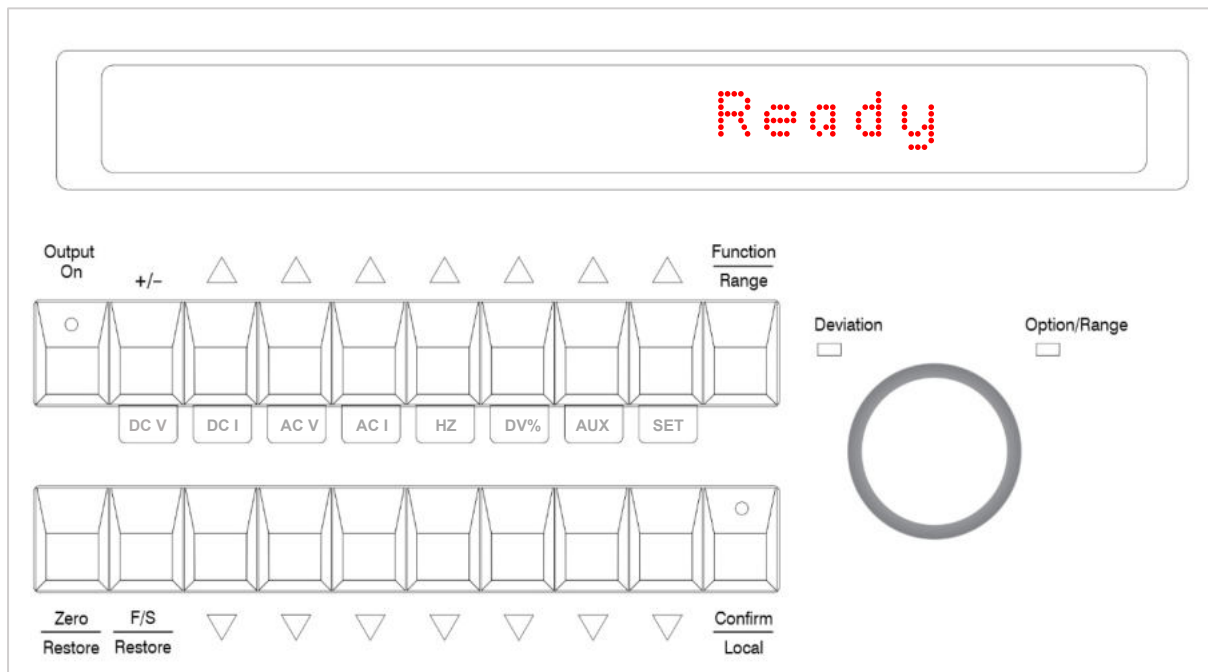 Ready
Output
On
+/−
Function
Range
Deviation
Option/Range
DC V
DC I
AC V
AC I
HZ
DV%
AUX
SET
Zero
Restore
F/S
Restore
Confirm
Local